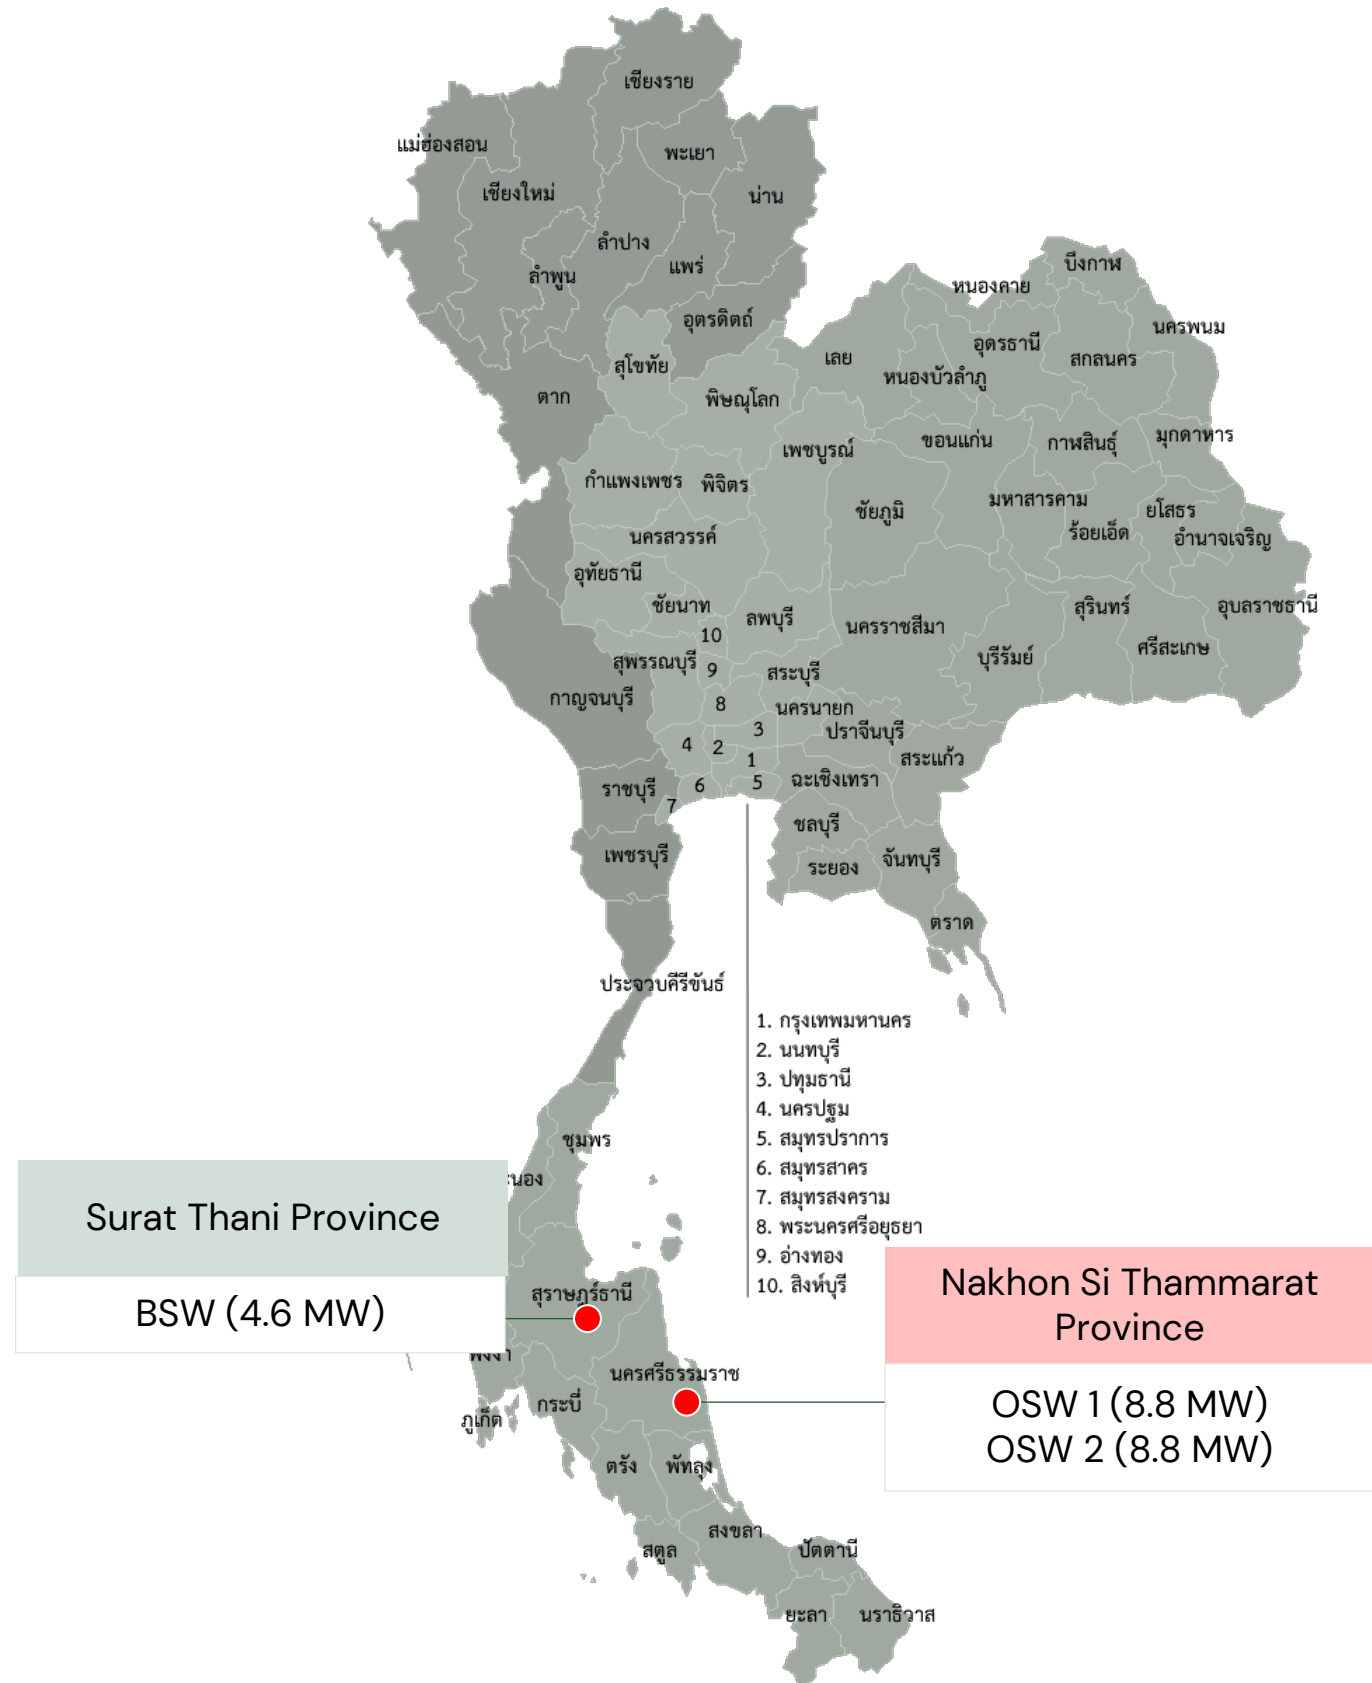 เชียงราย
แม่ฮ่องสอน
พะเยา
เชียงใหม่
น่าน
ลำปาง
แพร่
ลำพูน
อุตรดิตถ์
บึงกาฬ
หนองคาย
นครพนม
อุดรธานี
สกลนคร
เลย
หนองบัวลำภู
สุโขทัย
ตาก
พิษณุโลก
เพชบูรณ์
ขอนแก่น
กาฬสินธุ์
มุกดาหาร
กำแพงเพชร
พิจิตร
ชัยภูมิ
มหาสารคาม
ยโสธร
ร้อยเอ็ด
อำนาจเจริญ
นครสวรรค์
อุทัยธานี
ชัยนาท
ลพบุรี
นครราชสีมา
สุรินทร์
อุบลราชธานี
ศรีสะเกษ
บุรีรัมย์
10
สุพรรณบุรี
9
สระบุรี
กาญจนบุรี
8
นครนายก
3
ปราจีนบุรี
4
2
1
สระแก้ว
ราชบุรี
6
5
ฉะเชิงเทรา
7
ชลบุรี
เพชรบุรี
ระยอง
จันทบุรี
ตราด
ประจวบคีรีขันธ์
1. กรุงเทพมหานคร
2. นนทบุรี
3. ปทุมธานี
4. นครปฐม
5. สมุทรปราการ
6. สมุทรสาคร
7. สมุทรสงคราม
8. พระนครศรีอยุธยา
9. อ่างทอง
10. สิงห์บุรี
ชุมพร
นอง
Surat Thani Province
BSW (4.6 MW)
สุราษฎร์ธานี
Nakhon Si Thammarat
Province
OSW 1 (8.8 MW)
OSW 2 (8.8 MW)
พังงา
นครศรีธรรมราช
กระบี่
ภูเก็ต
ตรัง
พัทลุง
สงขลา
สตูล
ปัตตานี
ยะลา
นราธิวาส